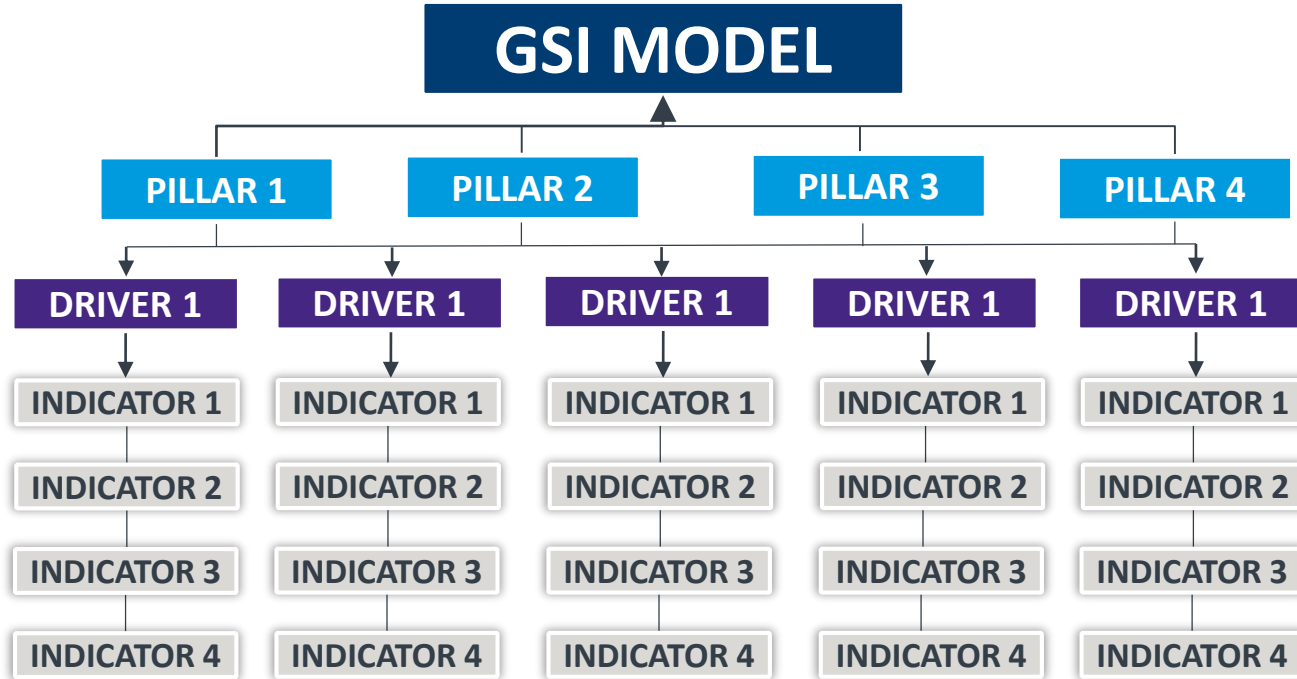 GSI MODEL
PILLAR 1
PILLAR 2
PILLAR 3
PILLAR 4
DRIVER 1
DRIVER 1
DRIVER 1
DRIVER 1
DRIVER 1
INDICATOR 1
INDICATOR 1
INDICATOR 1
INDICATOR 1
INDICATOR 1
INDICATOR 2
INDICATOR 2
INDICATOR 2
INDICATOR 2
INDICATOR 2
INDICATOR 3
INDICATOR 3
INDICATOR 3
INDICATOR 3
INDICATOR 3
INDICATOR 4
INDICATOR 4
INDICATOR 4
INDICATOR 4
INDICATOR 4